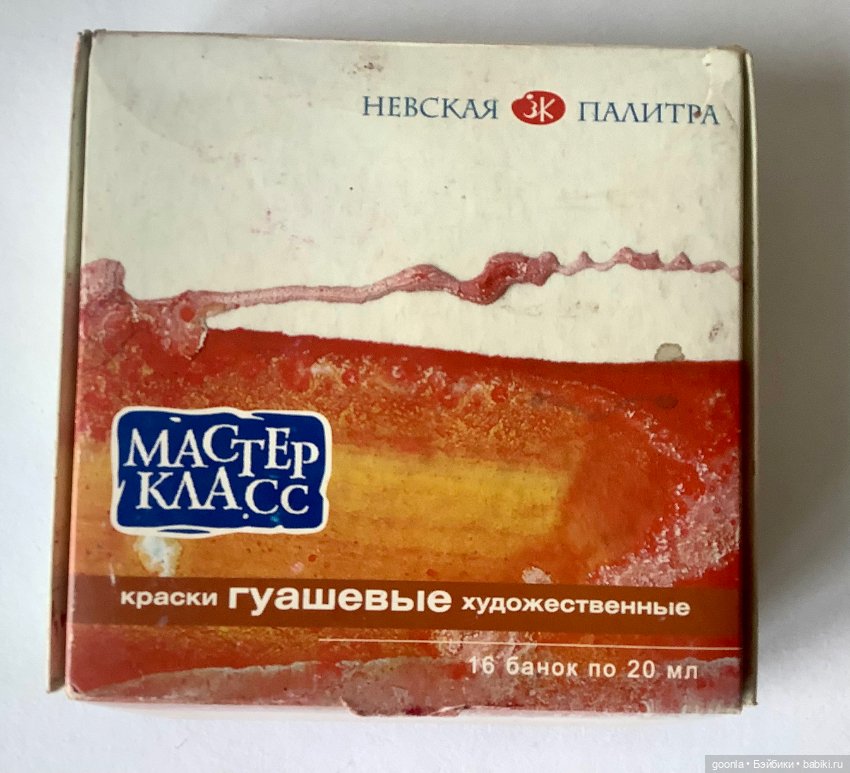 НЕВСКАЯ ЗК ПАЛИТРА
МАСТЕР
КЛАСС
краски гуашевые художественные
16 банок по 20 мл
goonla • Бэйбики • babiki.ru